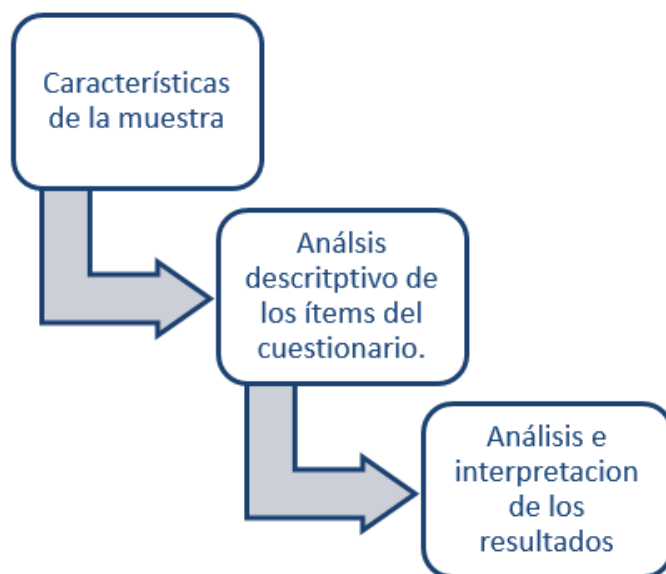 Características
de la muestra
Análsis
descritptivo de
los ítems del
cuestionario.
Análisis e
interpretacion
de los
resultados